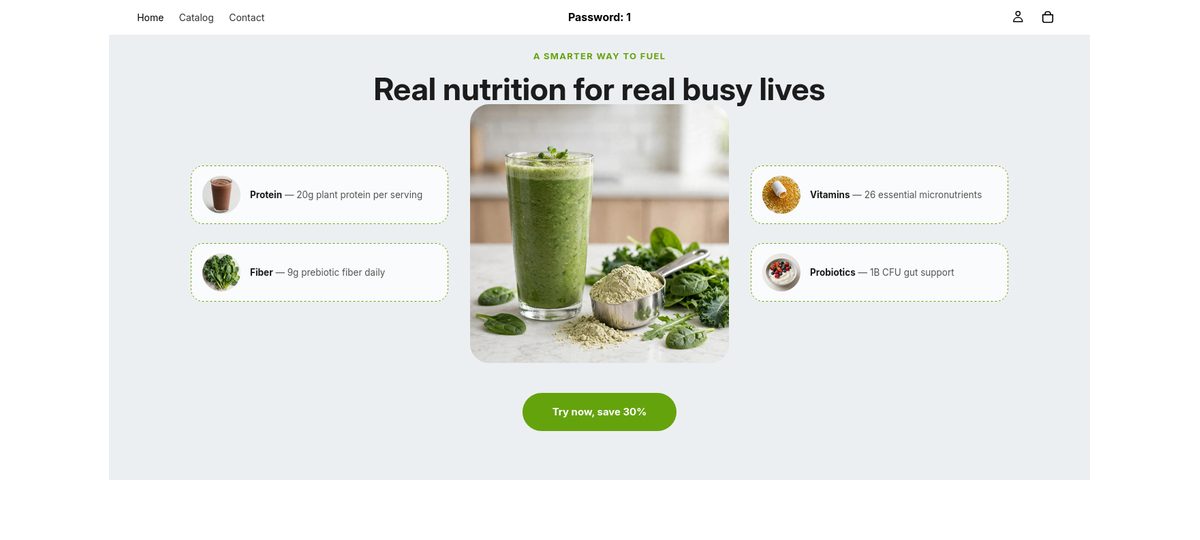 Home Catalog Contact
Password: 1
A SMARTER WAY TO FUEL
Real nutrition for real busy lives
Protein — 20g plant protein per serving
Fiber — 9g prebiotic fiber daily
Vitamins — 26 essential micronutrients
Probiotics — 1B CFU gut support
Try now, save 30%